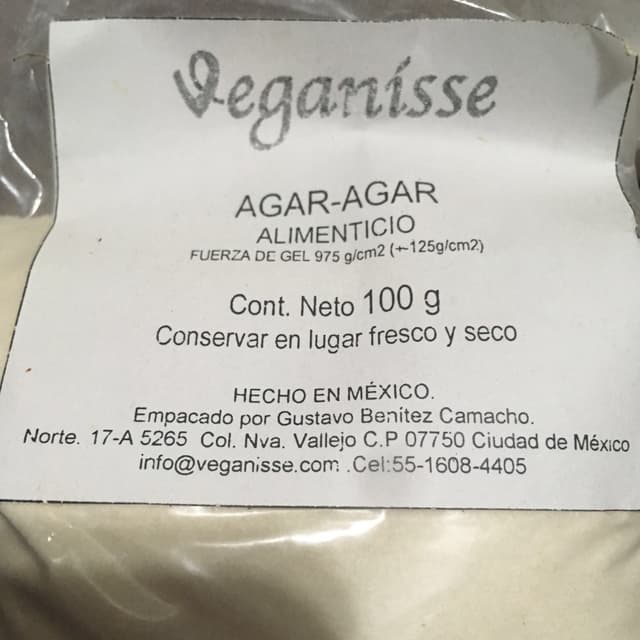 Veganísse
AGAR-AGAR
ALIMENTICIO
FUERZA DE GEL 975 g/cm2 (+-125g/cm2)
Cont. Neto 100 g
Conservar en lugar fresco y seco
HECHO EN MÉXICO.
Empacado por Gustavo Benítez Camacho.
Norte. 17-A 5265 Col. Nva. Vallejo C.P 07750 Ciudad de México
info@veganisse.com .Cel:55-1608-4405